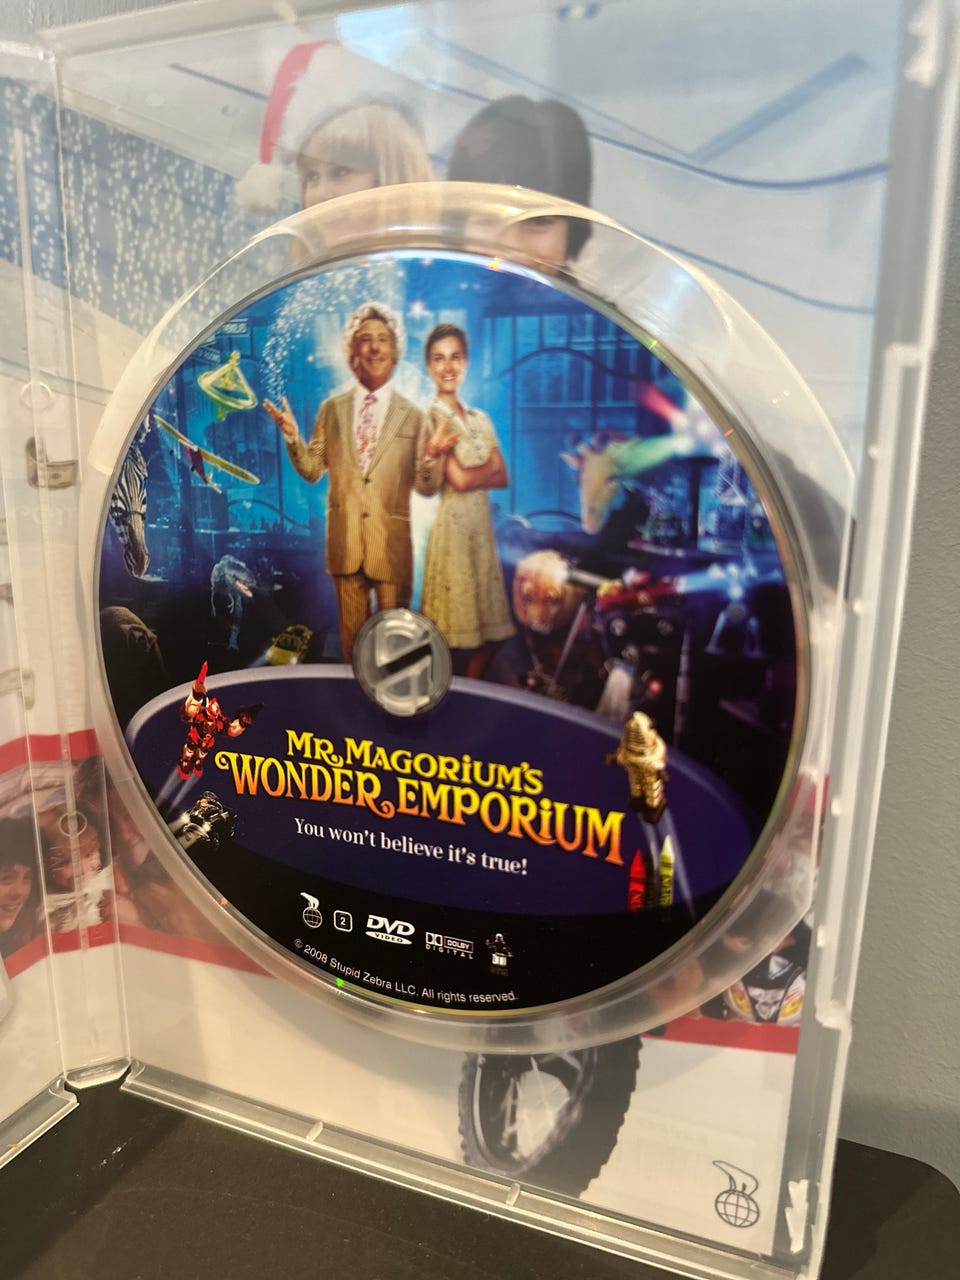 MR. MAGORiUM'S
WONDER EMPORiUM
You won't believe it's true!
2
DVD
VIDEO
DOLBY
DIGITAL
© 2008 Stupid Zebra LLC. All rights reserved.